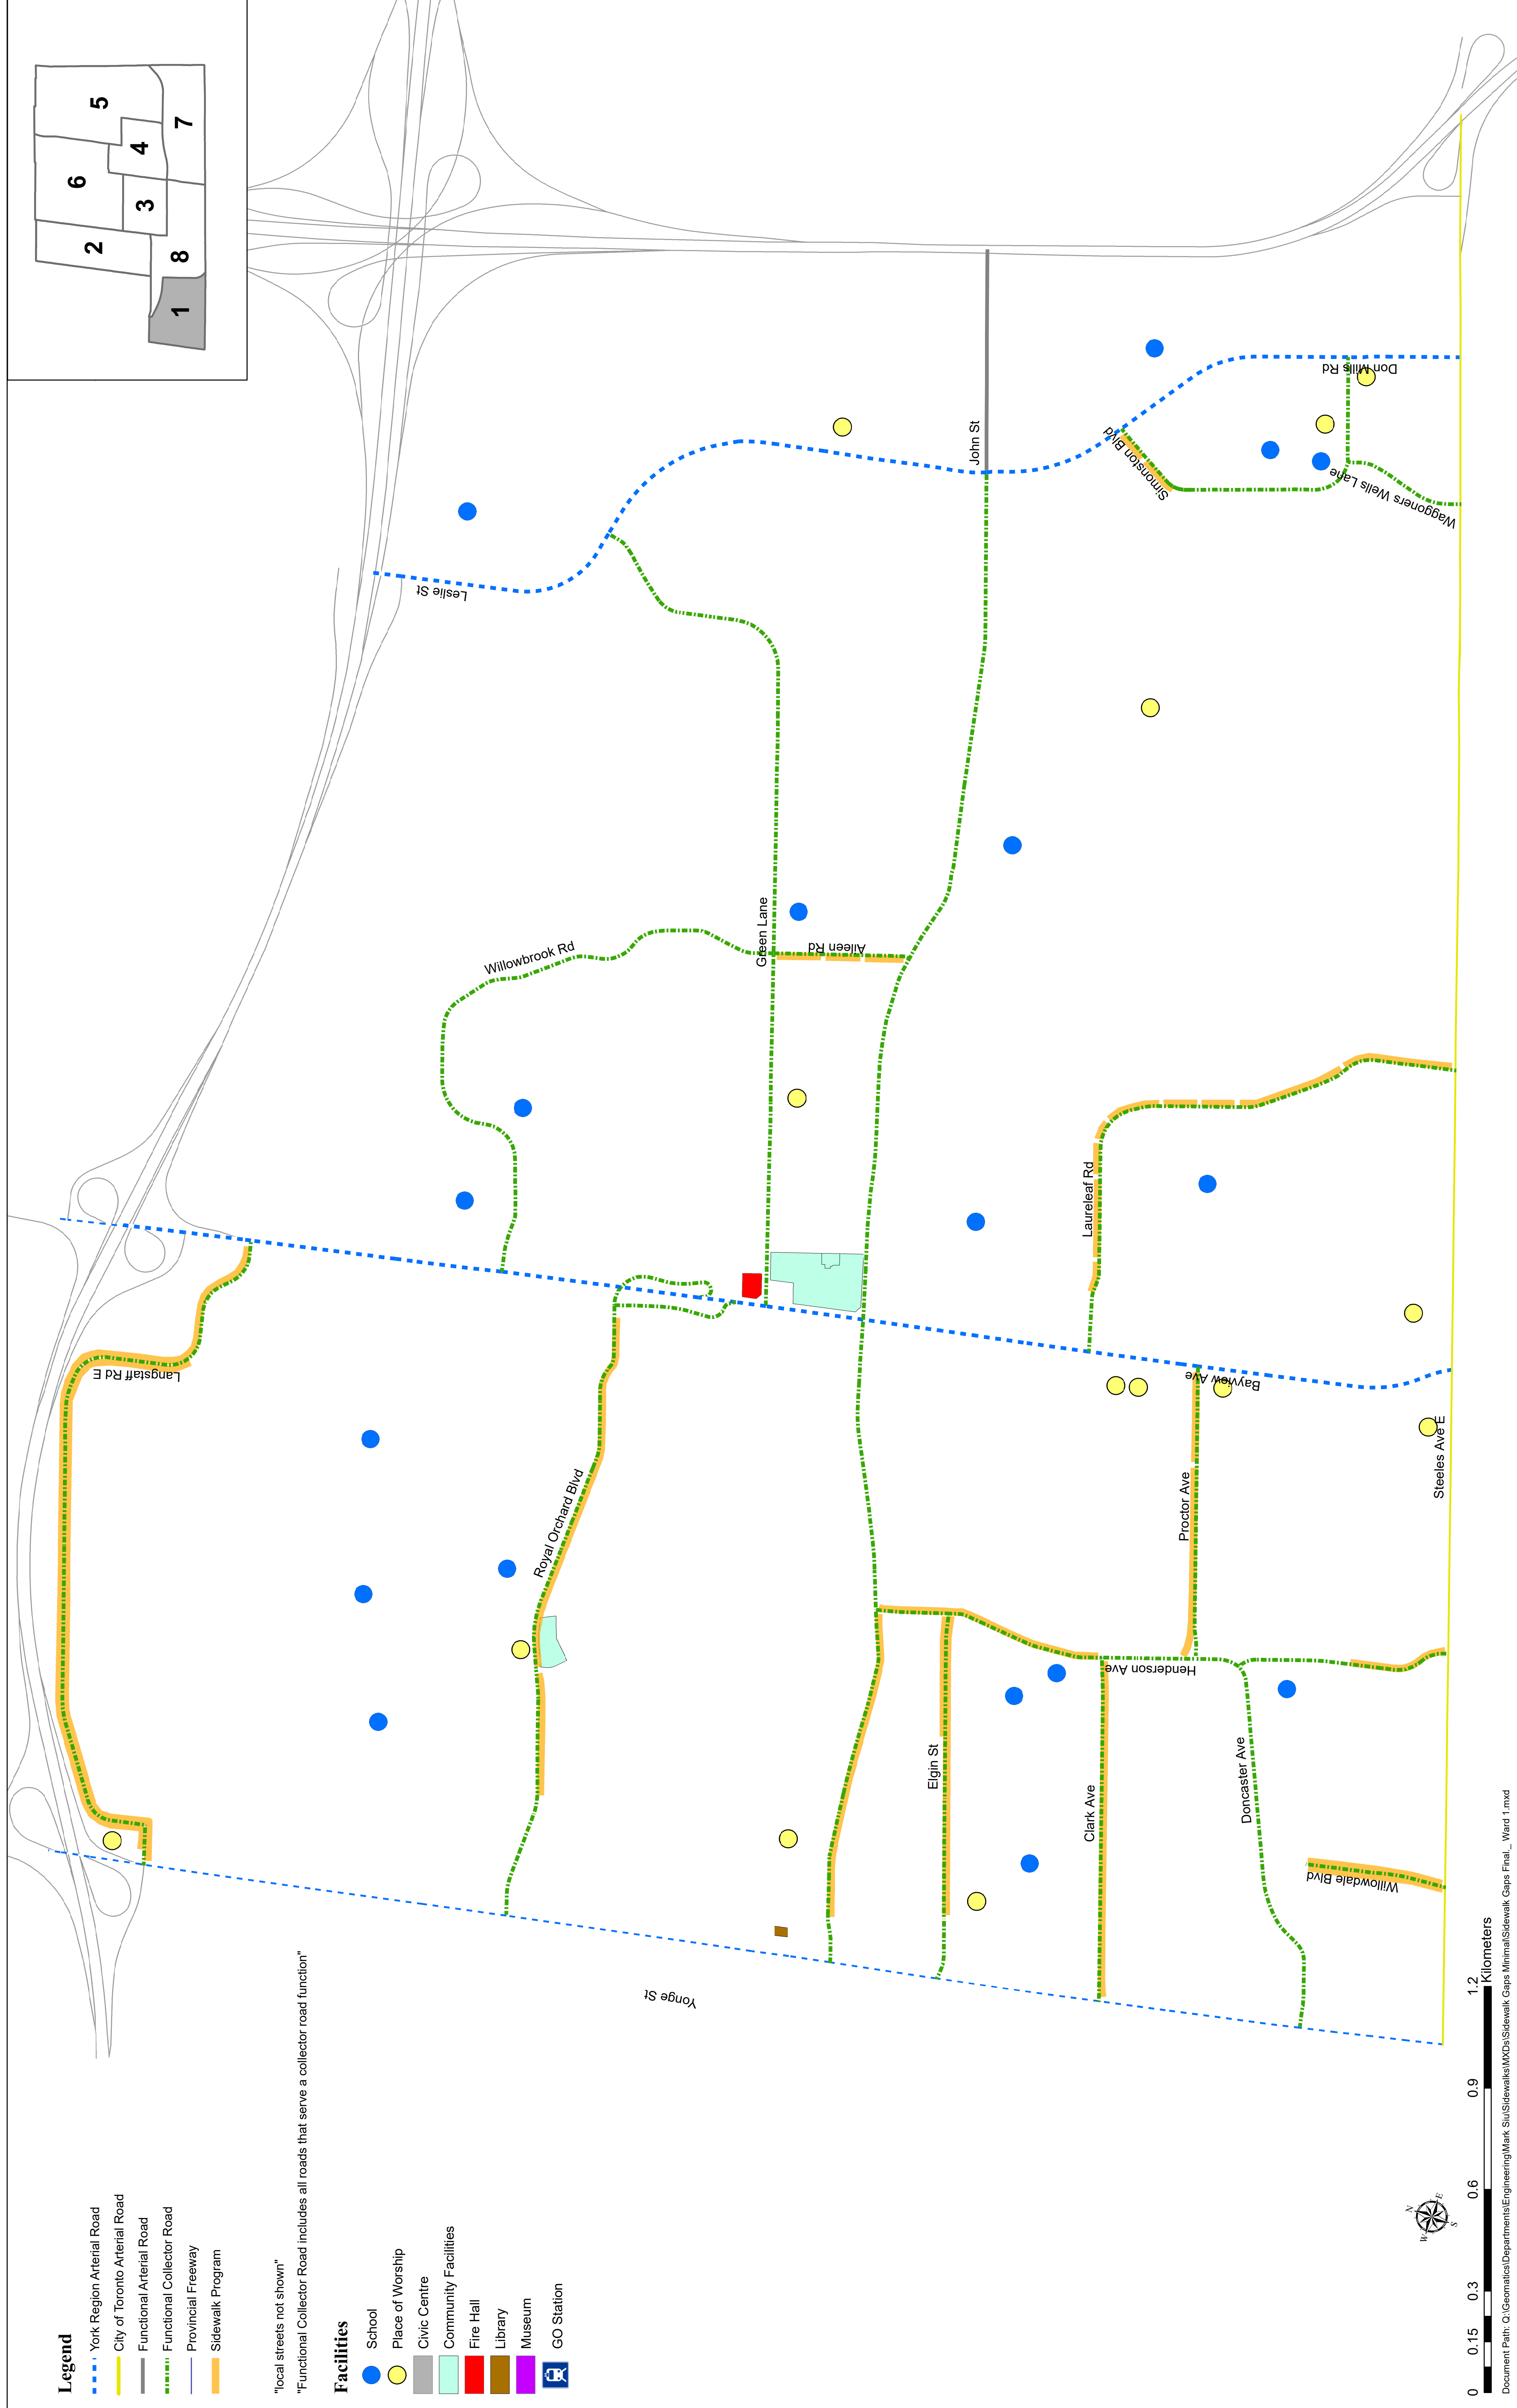 Legend
York Region Arterial Road
City of Toronto Arterial Road
Functional Arterial Road
Functional Collector Road
Provincial Freeway
Sidewalk Program
"local streets not shown"
"Functional Collector Road includes all roads that serve a collector road function"
Facilities
School
Place of Worship
Civic Centre
Community Facilities
Fire Hall
Library
Museum
GO Station
Langstaff Rd E
Royal Orchard Blvd
Yonge St
Willowbrook Rd
Leslie St
Green Lane
Aileen Rd
John St
Elgin St
Clark Ave
Henderson Ave
Proctor Ave
Laureleaf Rd
Bayview Ave
Doncaster Ave
Willowdale Blvd
Steeles Ave E
Simonston Blvd
Don Mills Rd
Waggoners Wells Lane
1
2
3
4
5
6
7
8
N
E
S
W
0 0.15 0.3 0.6 0.9 1.2
Kilometers
Document Path: Q:\Geomatics\Departments\Engineering\Mark Siu\Sidewalks\MXDs\Sidewalk Gaps Minimal\Sidewalk Gaps Final_ Ward 1.mxd